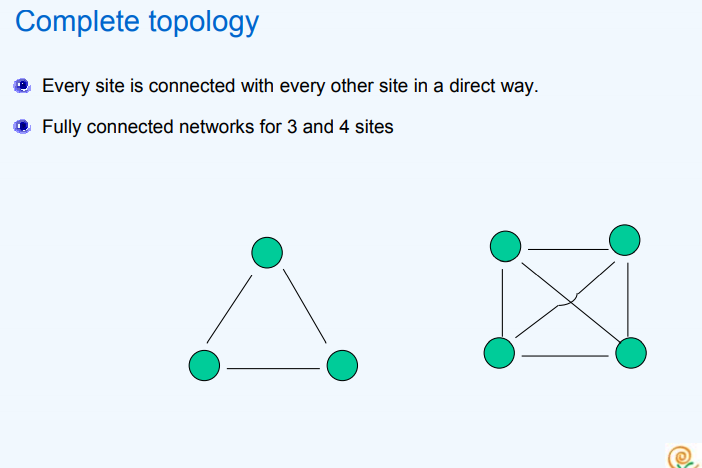 Complete topology
Every site is connected with every other site in a direct way.
Fully connected networks for 3 and 4 sites